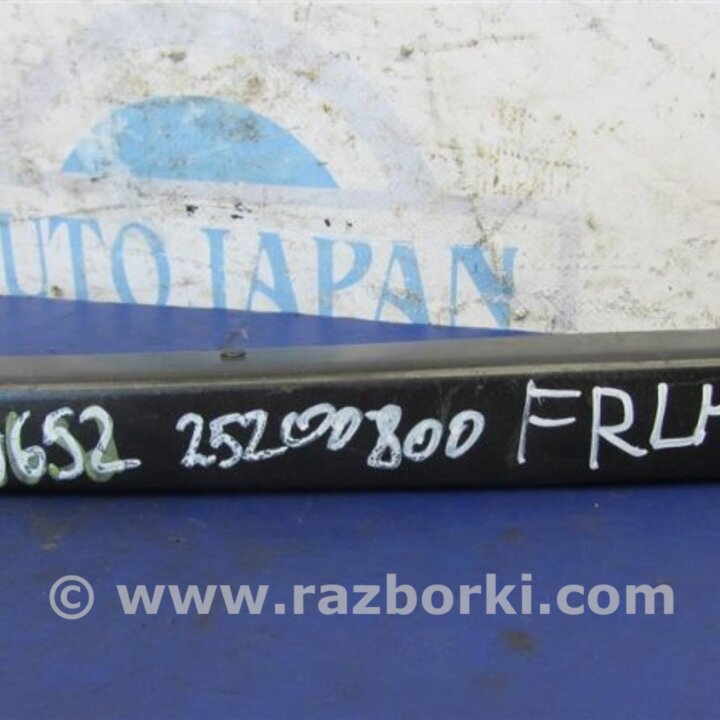 AUTO JAPAN
652 25200800 FRLH
© www.razborki.com